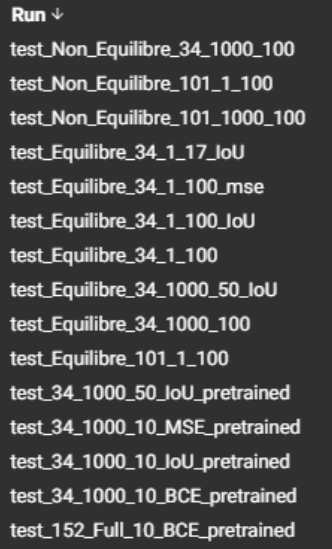 Run ↓
test_Non_Equilibre_34_1000_100
test_Non_Equilibre_101_1_100
test_Non_Equilibre_101_1000_100
test_Equilibre_34_1_17_IoU
test_Equilibre_34_1_100_mse
test_Equilibre_34_1_100_IoU
test_Equilibre_34_1_100
test_Equilibre_34_1000_50_IoU
test_Equilibre_34_1000_100
test_Equilibre_101_1_100
test_34_1000_50_IoU_pretrained
test_34_1000_10_MSE_pretrained
test_34_1000_10_IoU_pretrained
test_34_1000_10_BCE_pretrained
test_152_Full_10_BCE_pretrained